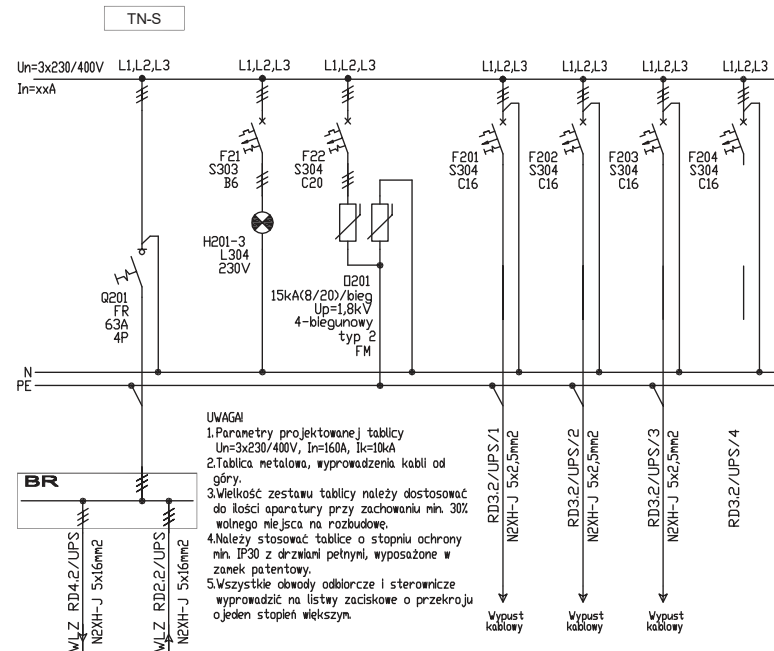 TN-S
Un=3x230/400V
L1,L2,L3
L1,L2,L3
L1,L2,L3
L1,L2,L3
L1,L2,L3
L1,L2,L3
L1,L2,L3
In=xxA
F21
S303
B6
F22
S304
C20
F201
S304
C16
F202
S304
C16
F203
S304
C16
F204
S304
C16
H201-3
L304
230V
Q201
FR
63A
4P
0201
15kA(8/20)/bieg
Up=1,8kV
4-biegunowy
typ 2
FM
N
PE
UWAGA!
1.Parametry projektowanej tablicy
Un=3x230/400V, In=160A, Ik=10kA
2.Tablica metalowa, wyprowadzenia kabli od
góry.
3.Wielkość zestawu tablicy należy dostosować
do ilości aparatury przy zachowaniu min. 30%
wolnego miejsca na rozbudowę.
4.Należy stosować tablice o stopniu ochrony
min. IP30 z drzwiami pełnymi, wyposażone w
zamek patentowy.
5.Wszystkie obwody odbiorcze i sterownicze
wyprowadzić na listwy zaciskowe o przekroju
o jeden stopień większym.
BR
WLZ RD4.2/UPS
N2XH-J 5x16mm2
WLZ RD2.2/UPS
N2XH-J 5x16mm2
RD3.2/UPS/1
N2XH-J 5x2,5mm2
RD3.2/UPS/2
N2XH-J 5x2,5mm2
RD3.2/UPS/3
N2XH-J 5x2,5mm2
RD3.2/UPS/4
Wypust
kablowy
Wypust
kablowy
Wypust
kablowy